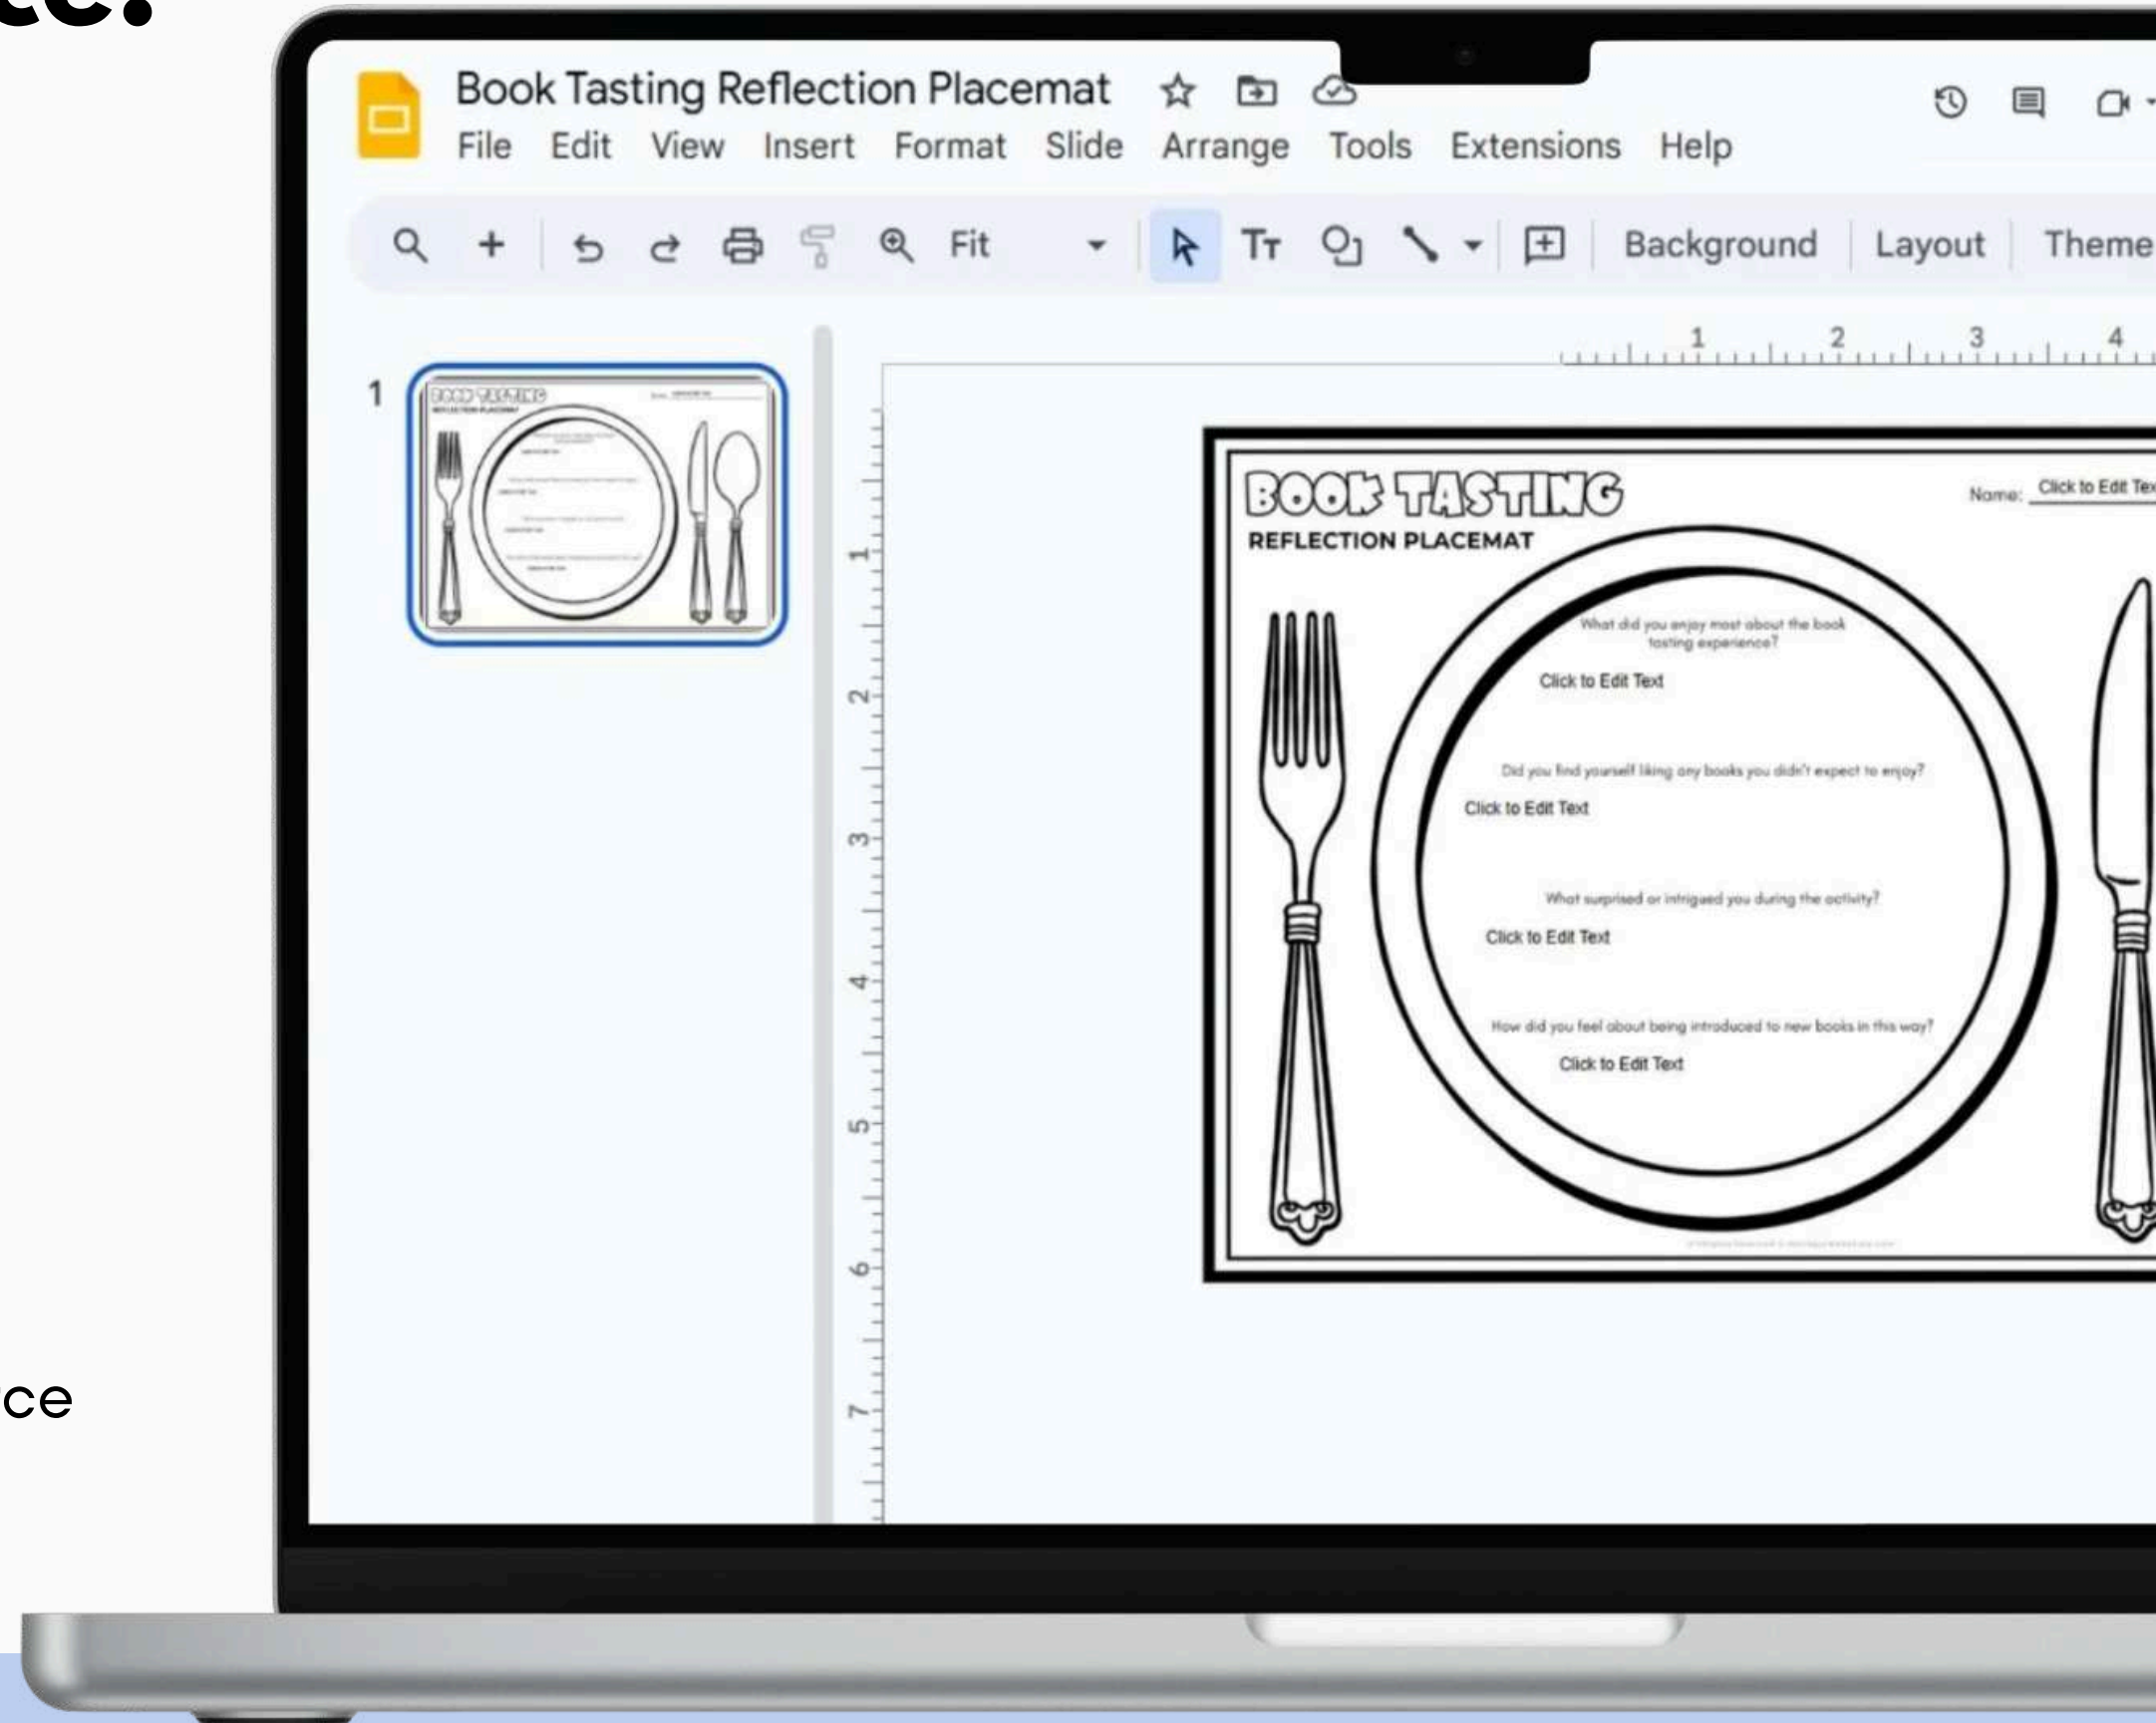 Book Tasting Reflection Placemat
File Edit View Insert Format Slide Arrange Tools Extensions Help
Fit Background Layout Theme
1 2 3 4
1
BOOK TASTING
REFLECTION PLACEMAT
Name: Click to Edit Tex
What did you enjoy most about the book
tasting experience?
Click to Edit Text
Did you find yourself liking any books you didn't expect to enjoy?
Click to Edit Text
What surprised or intrigued you during the activity?
Click to Edit Text
How did you feel about being introduced to new books in this way?
Click to Edit Text
1
2
3
4
5
6
7
ce